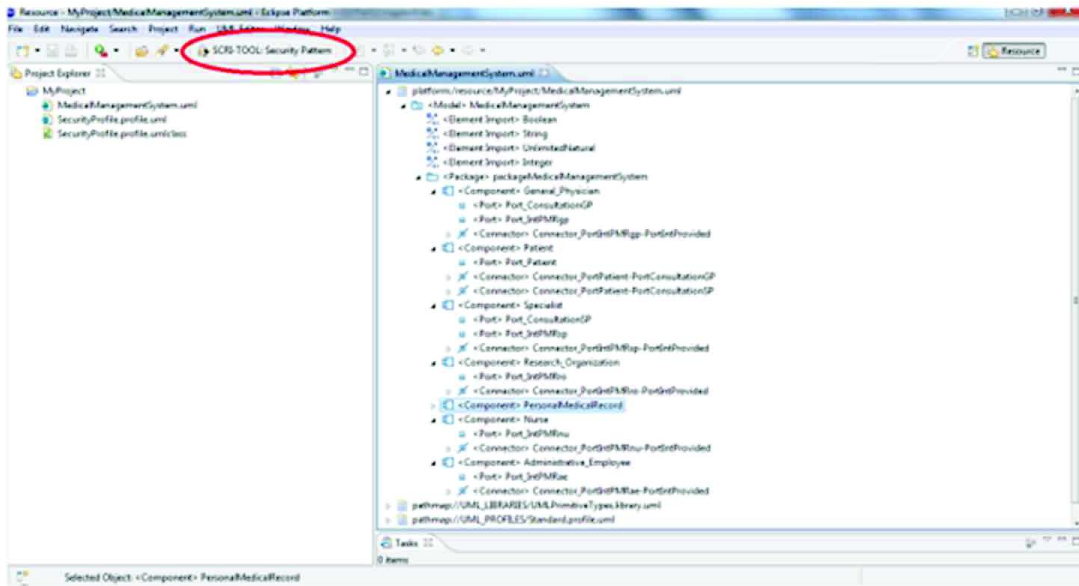 Resource - MyProject/MedicalManagementSystem.uml - Eclipse Platform
File Edit Navigate Search Project Run UML Editor Window Help
SCRI-TOOL: Security Pattern
Resource
Project Explorer
MyProject
MedicalManagementSystem.uml
SecurityProfile.profile.uml
SecurityProfile.profile.umlclass
MedicalManagementSystem.uml
platform:/resource/MyProject/MedicalManagementSystem.uml
<Model> MedicalManagementSystem
<Element Import> Boolean
<Element Import> String
<Element Import> UnlimitedNatural
<Element Import> Integer
<Package> packageMedicalManagementSystem
<Component> General_Physician
<Port> Port_ConsultationGP
<Port> Port_IntPMRgp
<Connector> Connector_PortIntPMRgp-PortIntProvided
<Component> Patient
<Port> Port_Patient
<Connector> Connector_PortPatient-PortConsultationGP
<Connector> Connector_PortPatient-PortConsultationSP
<Component> Specialist
<Port> Port_ConsultationSP
<Port> Port_IntPMRsp
<Connector> Connector_PortIntPMRsp-PortIntProvided
<Component> Research_Organization
<Port> Port_IntPMRro
<Connector> Connector_PortIntPMRro-PortIntProvided
<Component> PersonalMedicalRecord
<Component> Nurse
<Port> Port_IntPMRnu
<Connector> Connector_PortIntPMRnu-PortIntProvided
<Component> Administrative_Employee
<Port> Port_IntPMRae
<Connector> Connector_PortIntPMRae-PortIntProvided
pathmap://UML_LIBRARIES/UMLPrimitiveTypes.library.uml
pathmap://UML_PROFILES/Standard.profile.uml
Tasks
0 items
Selected Object: <Component> PersonalMedicalRecord